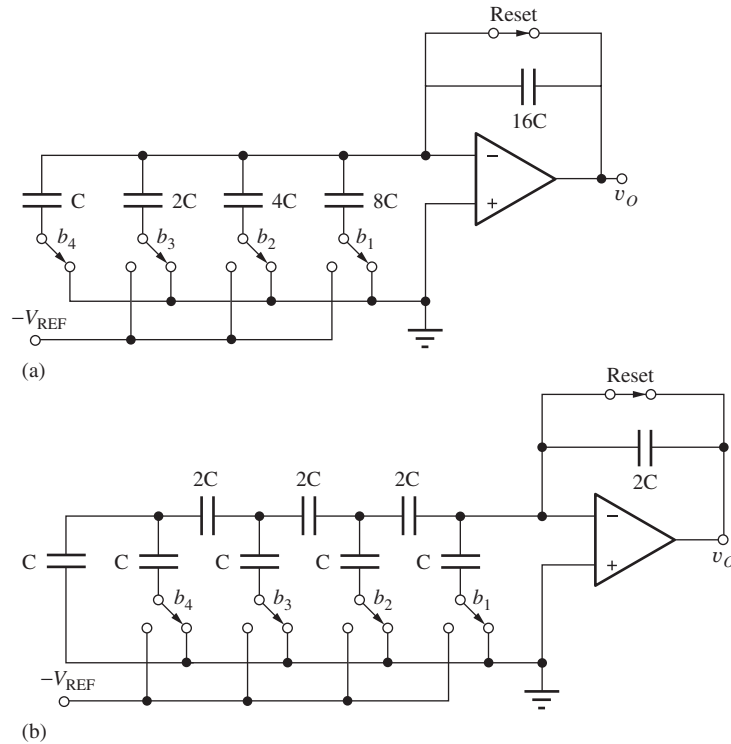 Reset
16C
−
C 2C 4C 8C
+
v_O
b_4 b_3 b_2 b_1
−V_REF
(a)
Reset
2C 2C 2C 2C
−
C C C C C
+
v_O
b_4 b_3 b_2 b_1
−V_REF
(b)